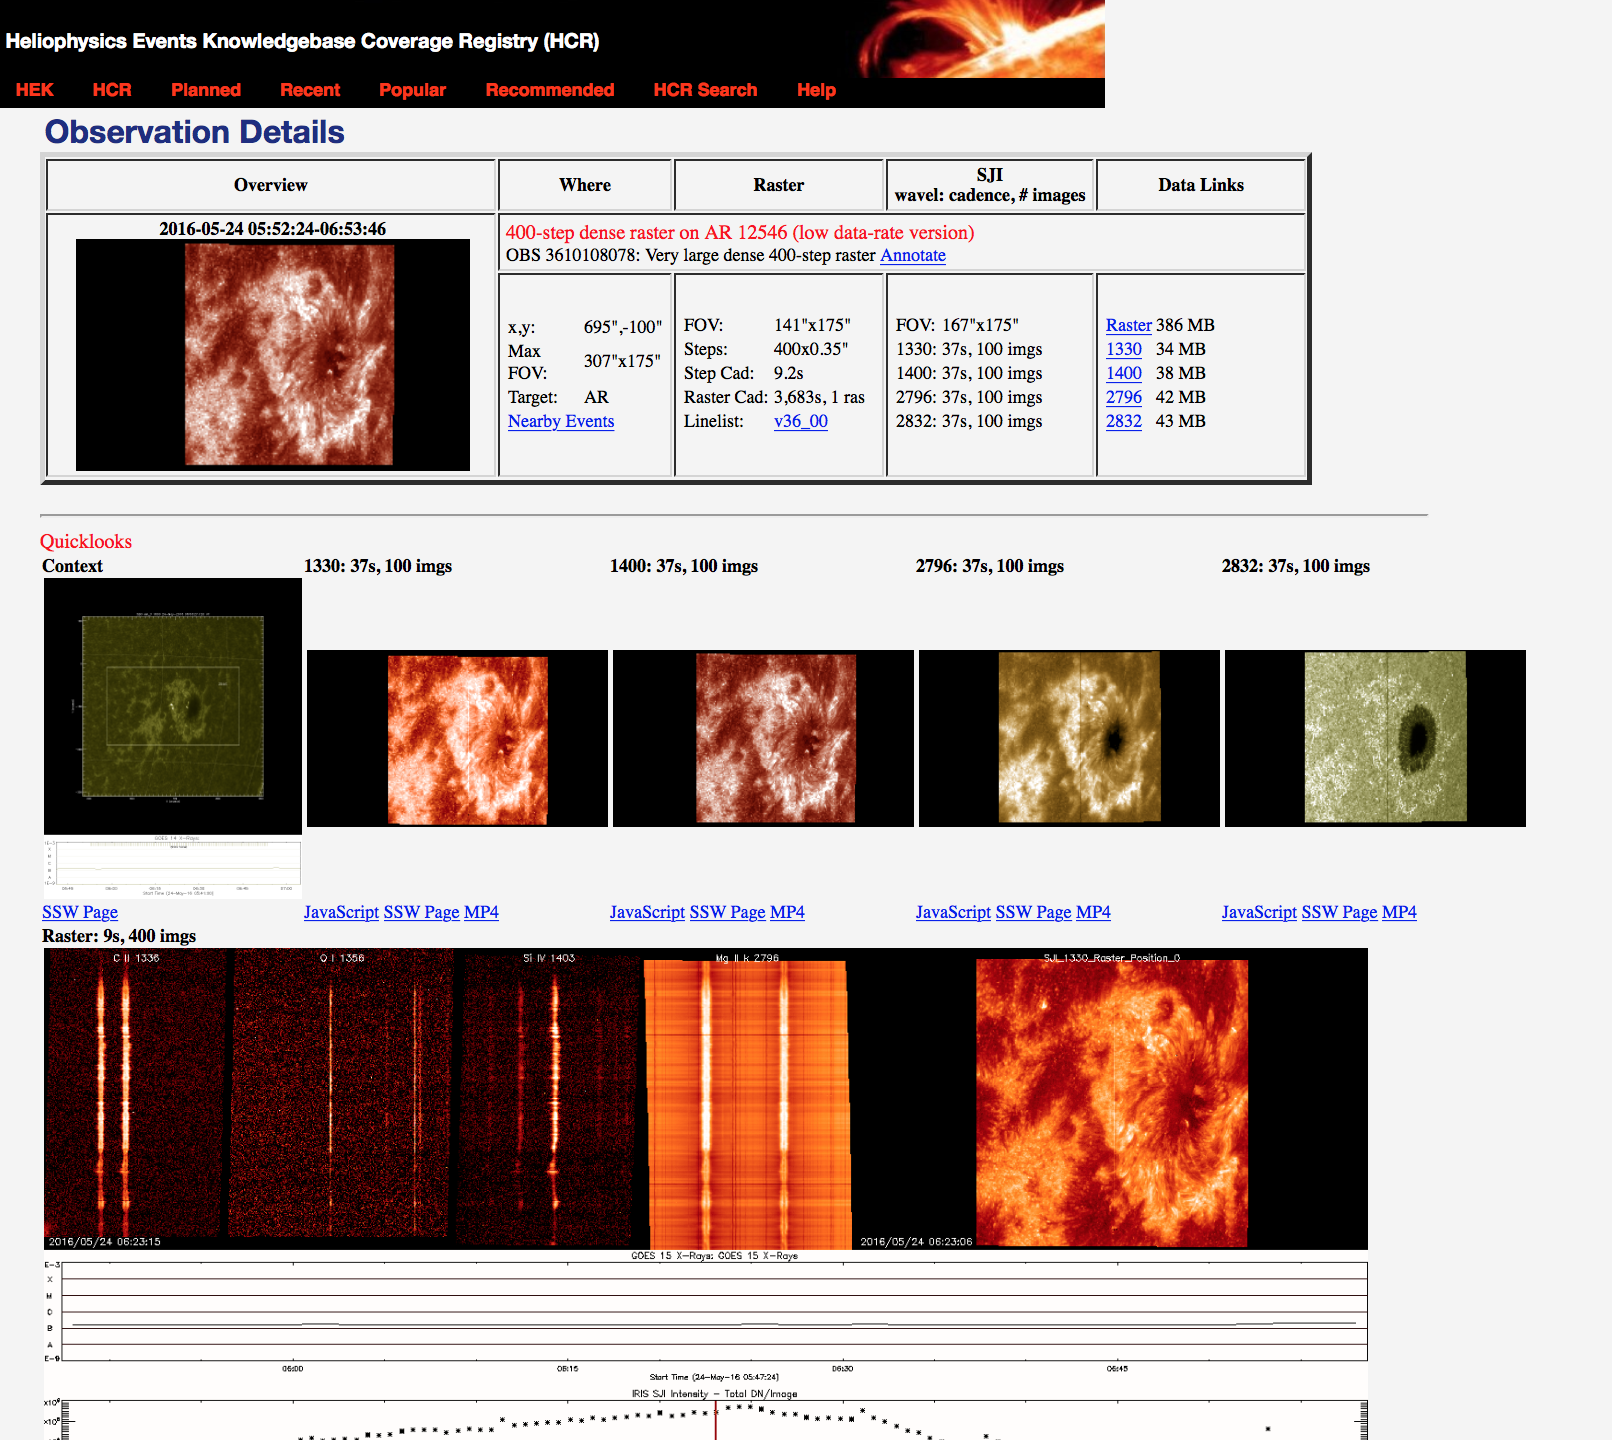 Heliophysics Events Knowledgebase Coverage Registry (HCR)
HEK HCR Planned Recent Popular Recommended HCR Search Help
Observation Details
Overview Where Raster SJI wavel: cadence, # images Data Links
2016-05-24 05:52:24-06:53:46
400-step dense raster on AR 12546 (low data-rate version)
OBS 3610108078: Very large dense 400-step raster Annotate
x,y: 695",-100"
Max FOV: 307"x175"
Target: AR
Nearby Events
FOV: 141"x175"
Steps: 400x0.35"
Step Cad: 9.2s
Raster Cad: 3,683s, 1 ras
Linelist: v36_00
FOV: 167"x175"
1330: 37s, 100 imgs
1400: 37s, 100 imgs
2796: 37s, 100 imgs
2832: 37s, 100 imgs
Raster 386 MB
1330 34 MB
1400 38 MB
2796 42 MB
2832 43 MB
Quicklooks
Context 1330: 37s, 100 imgs 1400: 37s, 100 imgs 2796: 37s, 100 imgs 2832: 37s, 100 imgs
GOES 14 X-Rays
SSW Page JavaScript SSW Page MP4 JavaScript SSW Page MP4 JavaScript SSW Page MP4 JavaScript SSW Page MP4
Raster: 9s, 400 imgs
C II 1336 O I 1356 Si IV 1403 Mg II k 2796 SJI_1330_Raster_Position_0
2016/05/24 06:23:15 2016/05/24 06:23:06
GOES 15 X-Rays: GOES 15 X-Rays
E-3
X
M
C
B
A
E-9
06:00 06:15 06:30 06:45
Start Time (24-May-16 05:47:24)
IRIS SJI Intensity - Total DN/Image